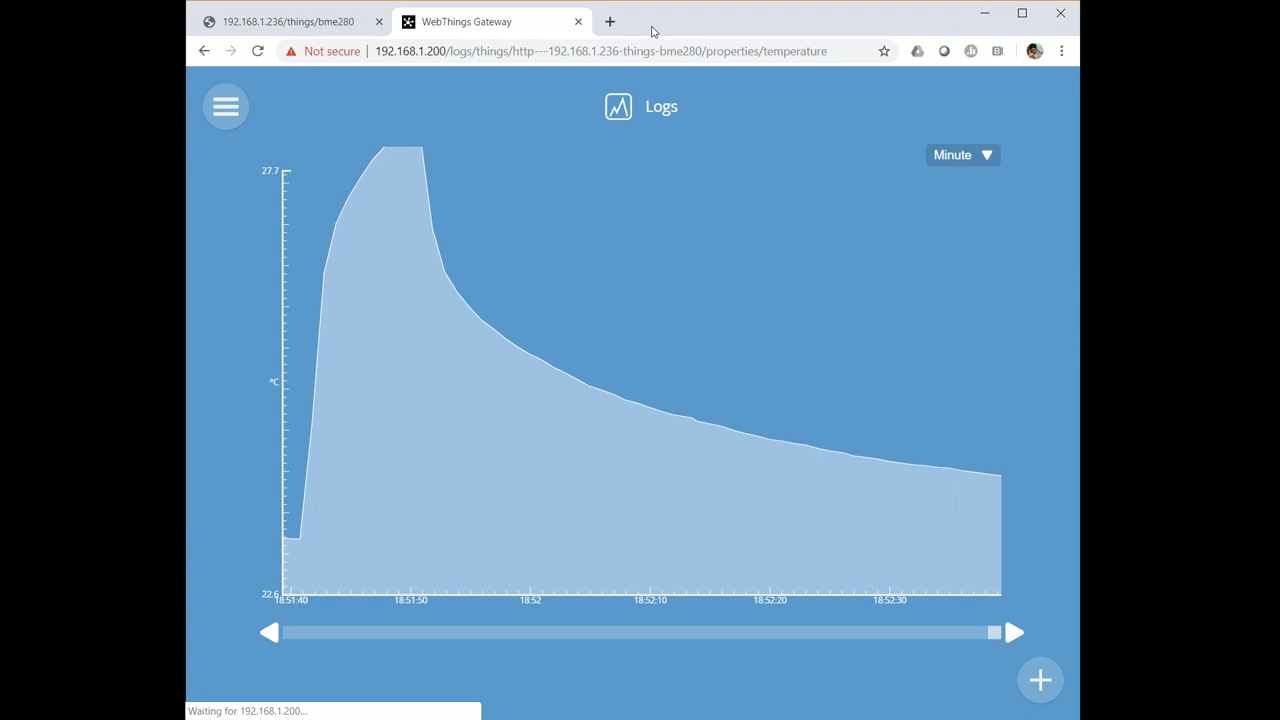 192.168.1.236/things/bme280
WebThings Gateway
Not secure
192.168.1.200/logs/things/http---192.168.1.236-things-bme280/properties/temperature
Logs
Minute
27.7
°C
22.6
18:51:40 18:51:50 18:52 18:52:10 18:52:20 18:52:30
Waiting for 192.168.1.200...